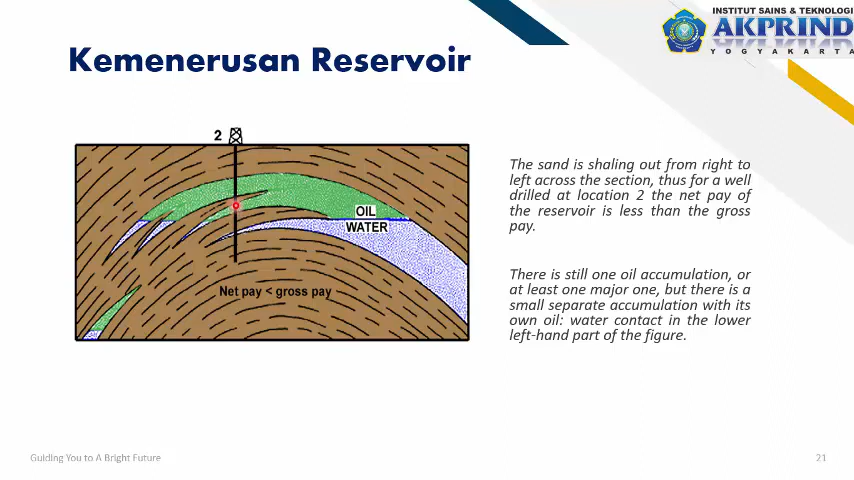 INSTITUT SAINS & TEKNOLOGI
AKPRIND
YOGYAKARTA
Kemenerusan Reservoir
2
OIL
WATER
Net pay < gross pay
The sand is shaling out from right to
left across the section, thus for a well
drilled at location 2 the net pay of
the reservoir is less than the gross
pay.
There is still one oil accumulation, or
at least one major one, but there is a
small separate accumulation with its
own oil: water contact in the lower
left-hand part of the figure.
Guiding You to A Bright Future
21